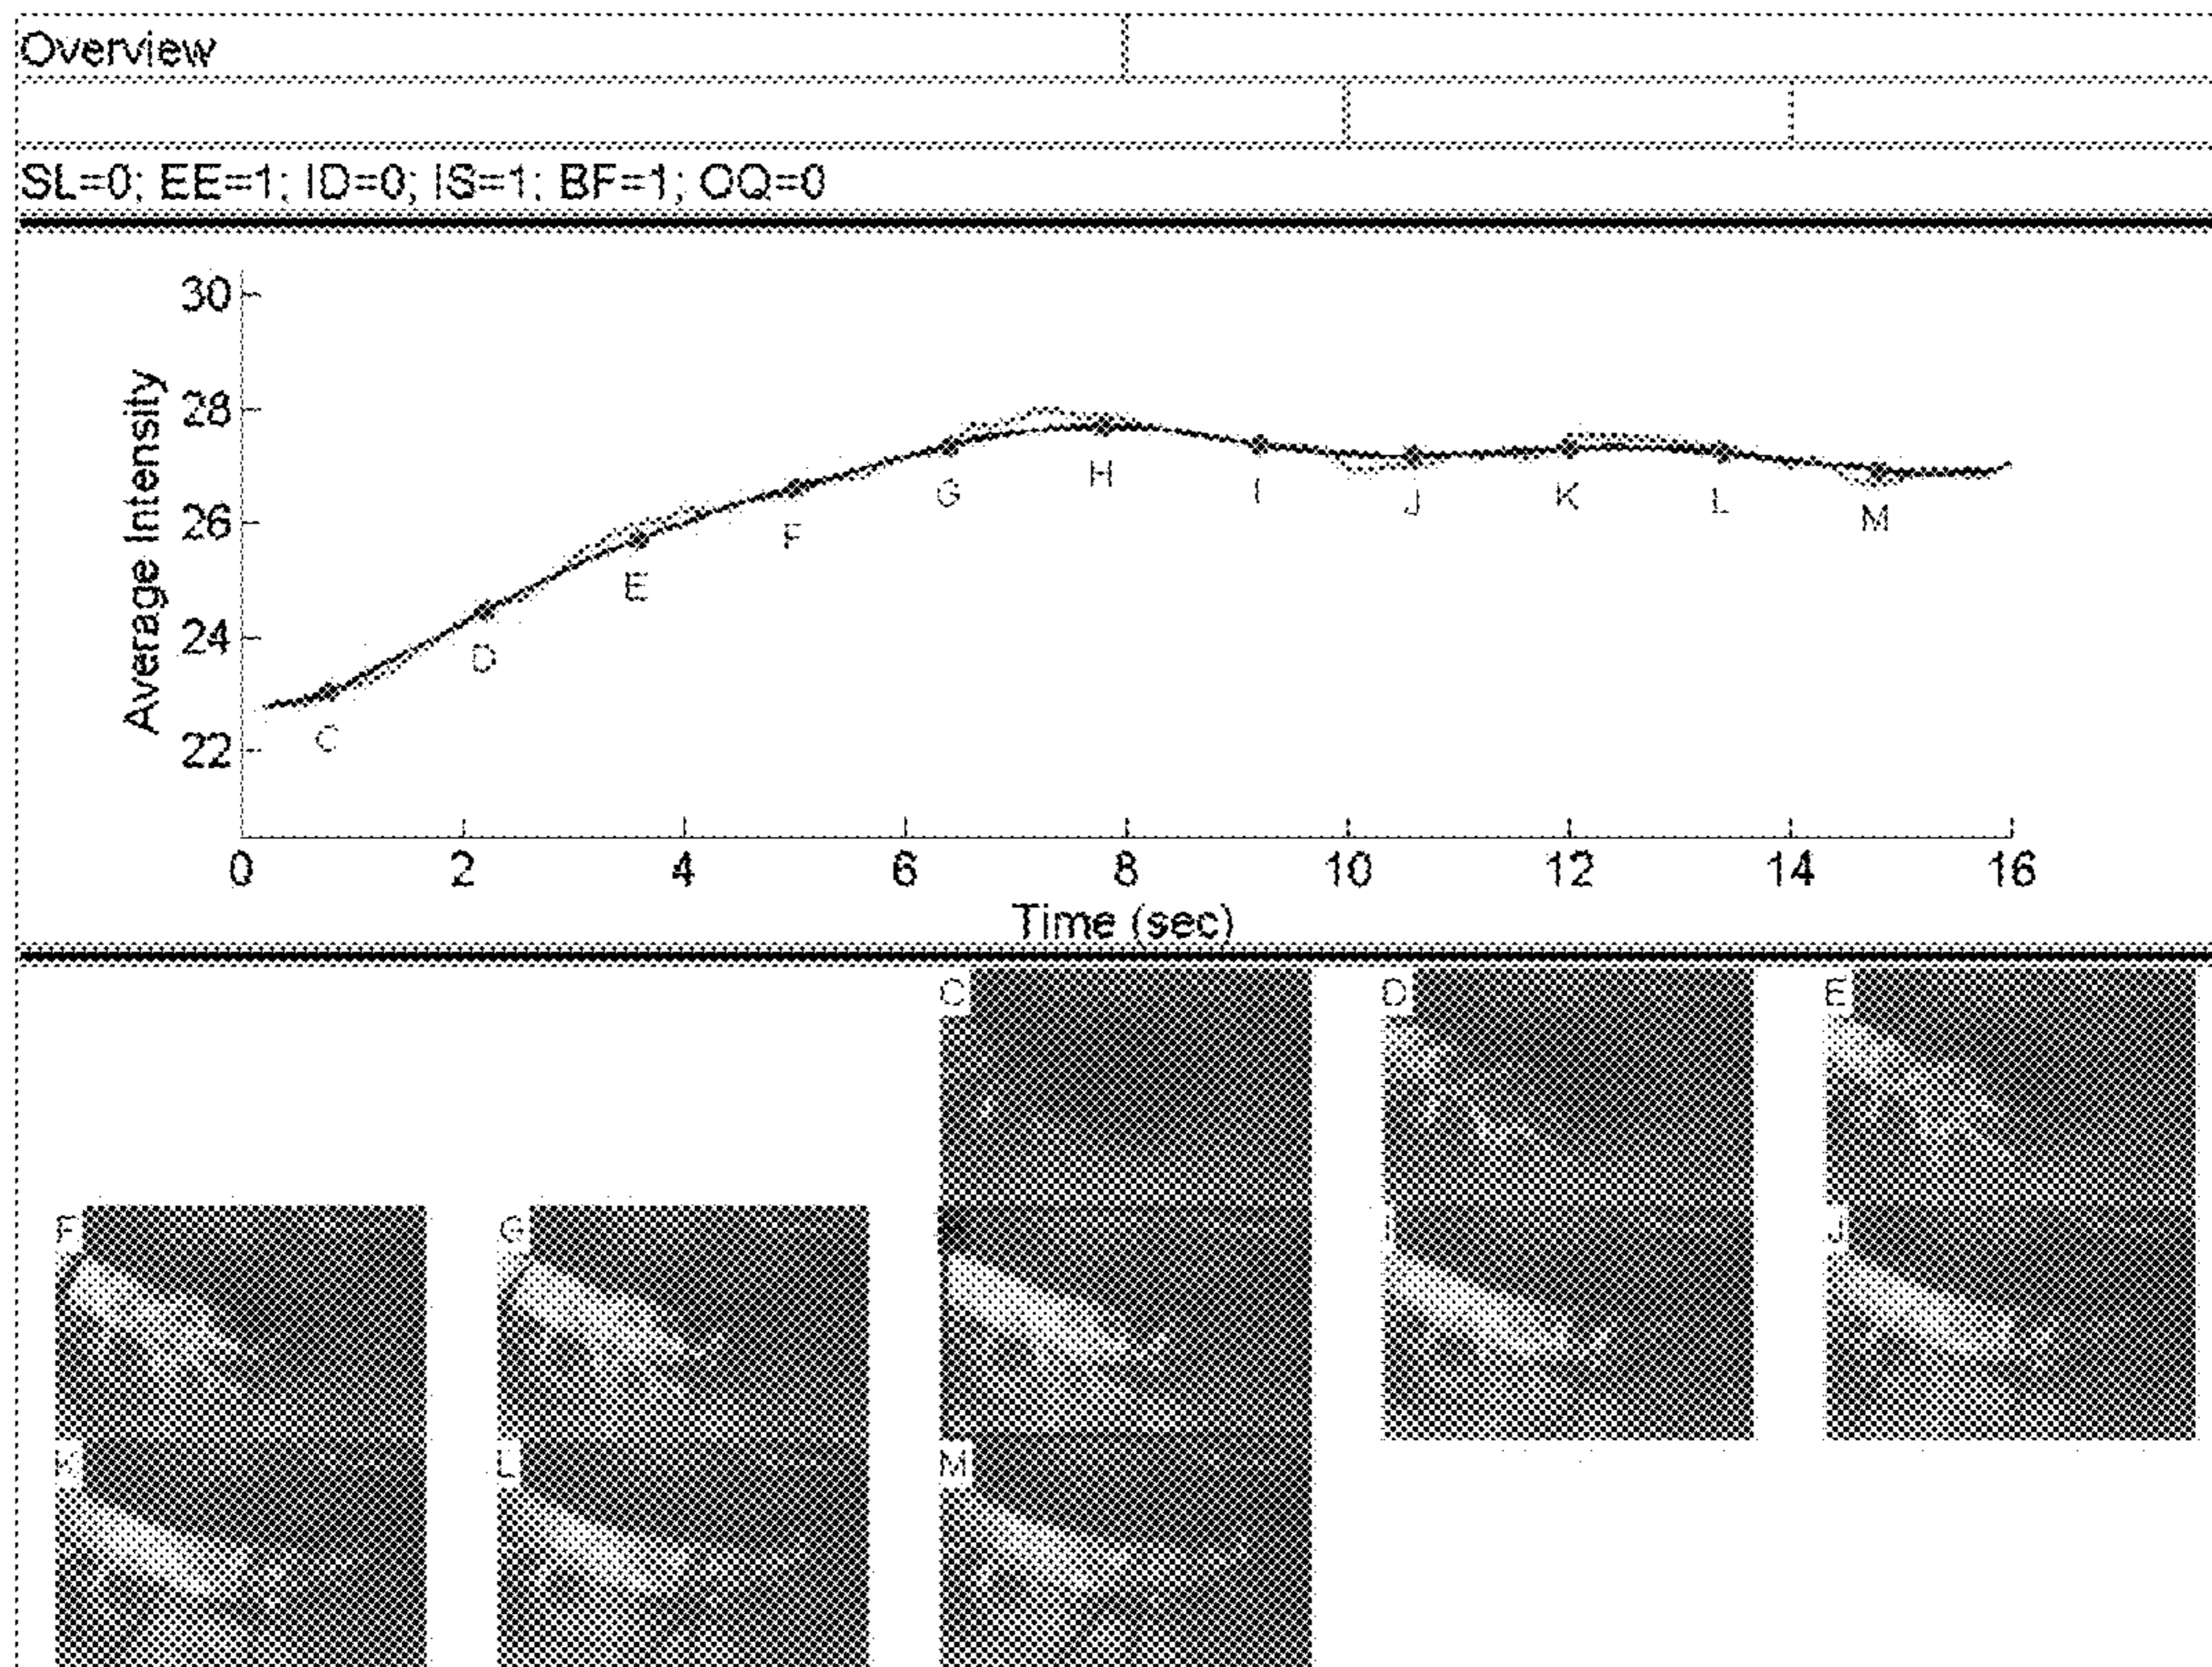 Overview
SL=0; EE=1; ID=0; IS=1; BF=1; OQ=0
Average Intensity
30
28
26
24
22
C
D
E
F
G
H
I
J
K
L
M
0 2 4 6 8 10 12 14 16
Time (sec)
C D E
F G I J
K L M